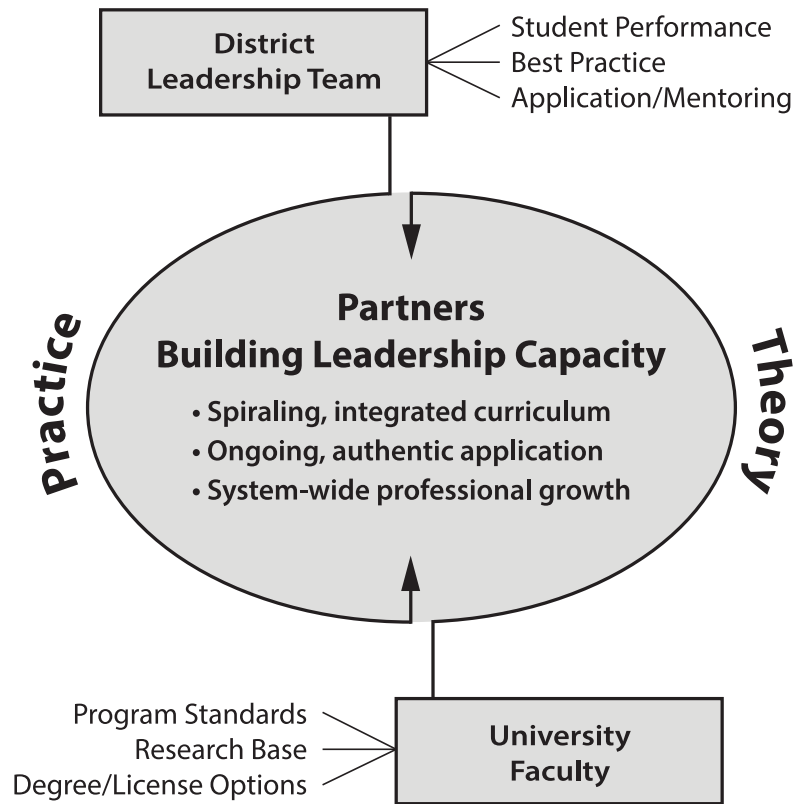 District
Leadership Team
Student Performance
Best Practice
Application/Mentoring
Practice
Partners
Building Leadership Capacity
• Spiraling, integrated curriculum
• Ongoing, authentic application
• System-wide professional growth
Theory
Program Standards
Research Base
Degree/License Options
University
Faculty